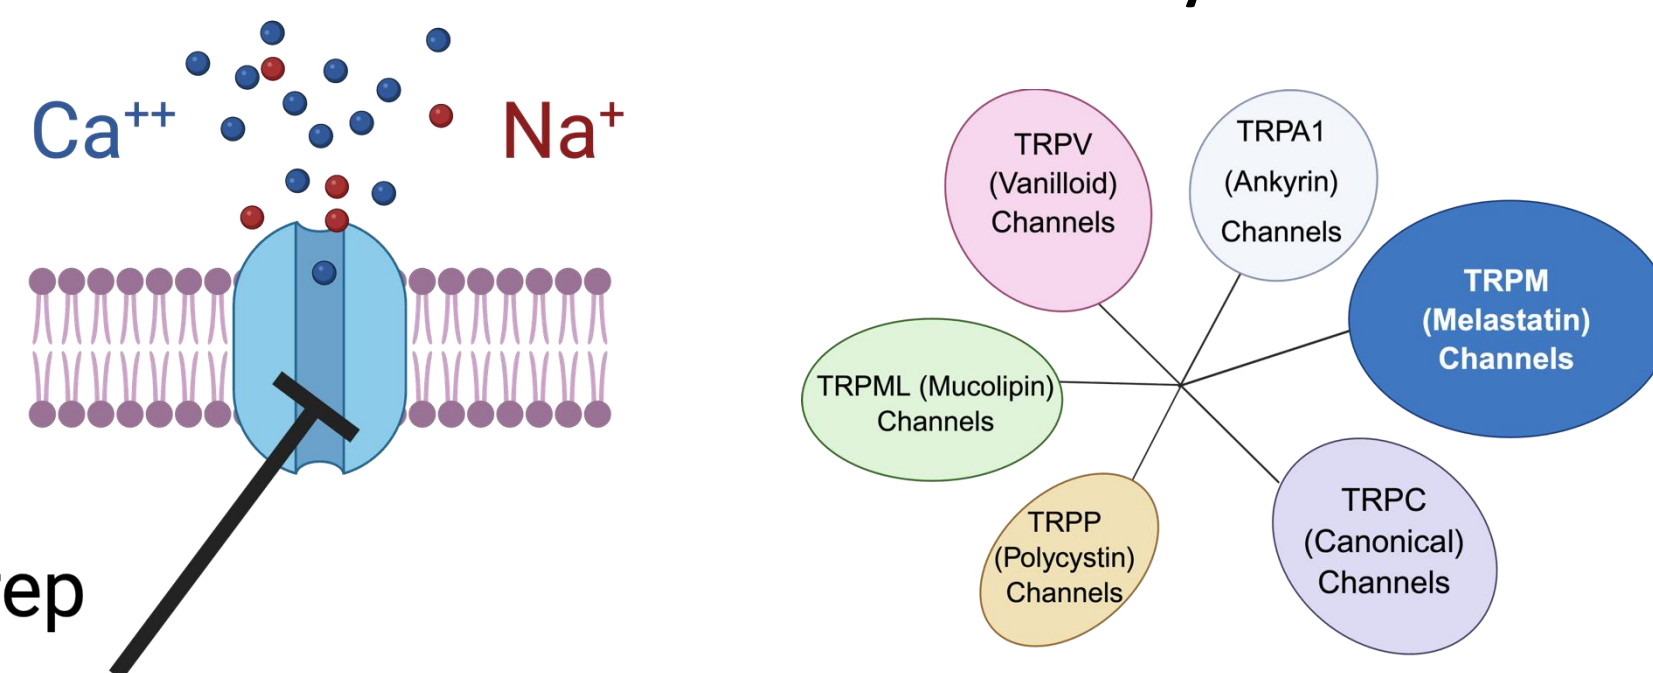 Ca++
Na+
TRPV
(Vanilloid)
Channels
TRPA1
(Ankyrin)
Channels
TRPM
(Melastatin)
Channels
TRPML (Mucolipin)
Channels
TRPP
(Polycystin)
Channels
TRPC
(Canonical)
Channels